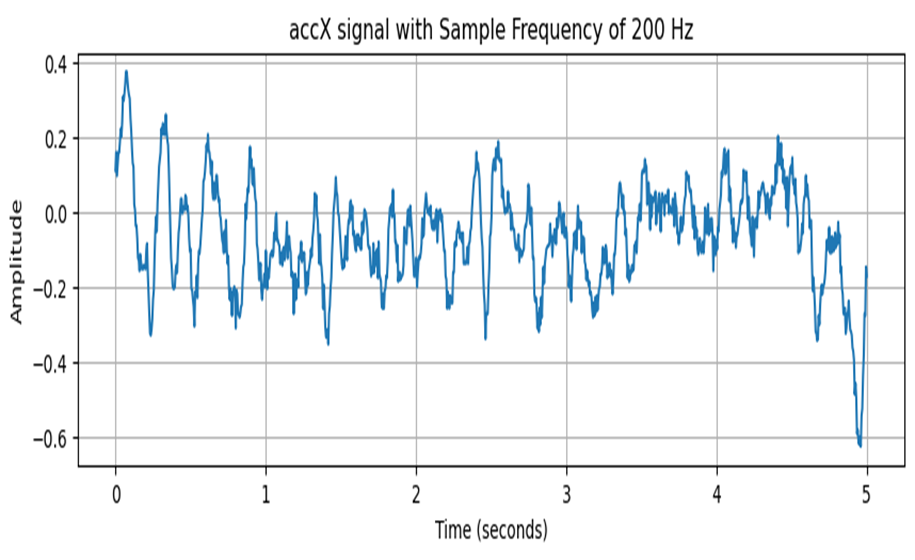 accX signal with Sample Frequency of 200 Hz
Amplitude
0.4
0.2
0.0
−0.2
−0.4
−0.6
0 1 2 3 4 5
Time (seconds)